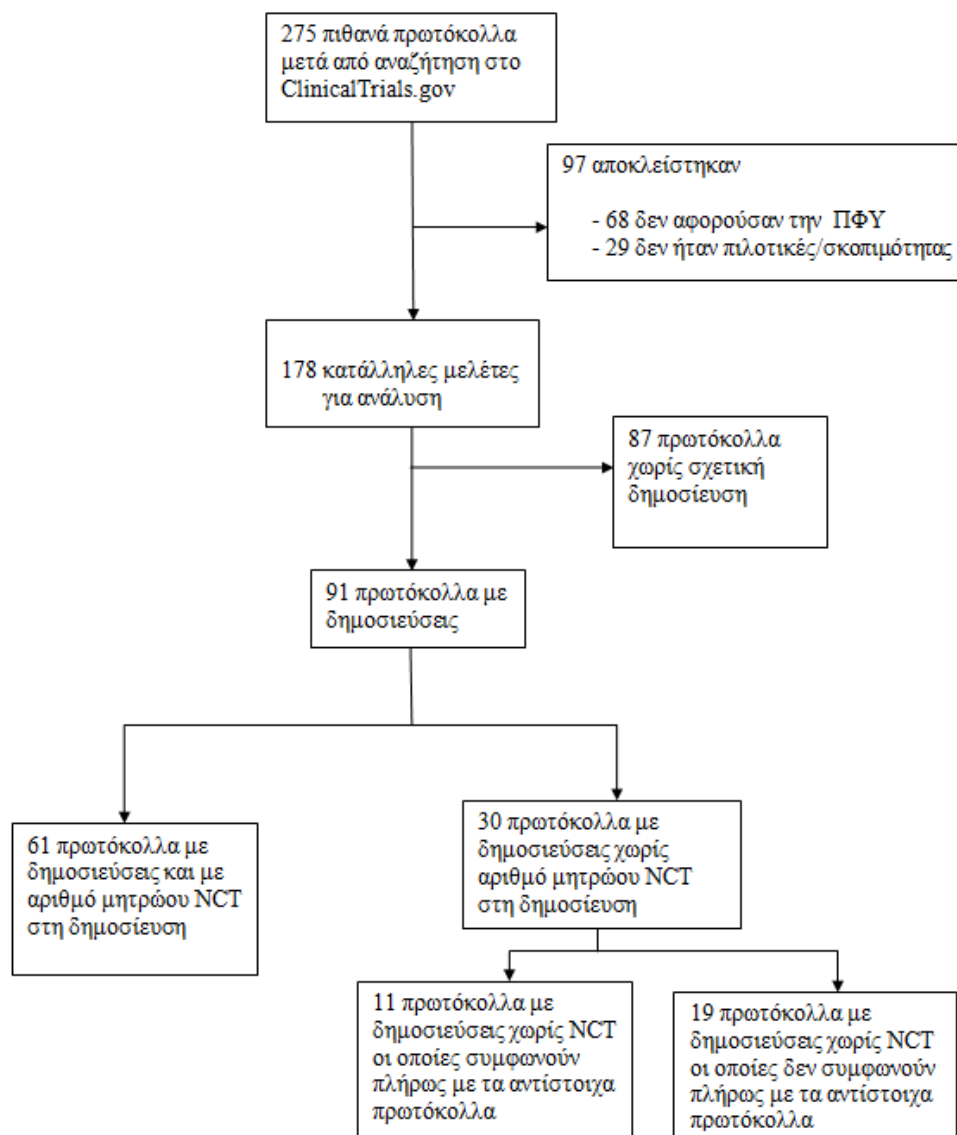 275 πιθανά πρωτόκολλα
μετά από αναζήτηση στο
ClinicalTrials.gov
97 αποκλείστηκαν
- 68 δεν αφορούσαν την ΠΦΥ
- 29 δεν ήταν πιλοτικές/σκοπιμότητας
178 κατάλληλες μελέτες
για ανάλυση
87 πρωτόκολλα
χωρίς σχετική
δημοσίευση
91 πρωτόκολλα με
δημοσιεύσεις
61 πρωτόκολλα με
δημοσιεύσεις και με
αριθμό μητρώου NCT
στη δημοσίευση
30 πρωτόκολλα με
δημοσιεύσεις χωρίς
αριθμό μητρώου NCT
στη δημοσίευση
11 πρωτόκολλα με
δημοσιεύσεις χωρίς NCT
οι οποίες συμφωνούν
πλήρως με τα αντίστοιχα
πρωτόκολλα
19 πρωτόκολλα με
δημοσιεύσεις χωρίς NCT
οι οποίες δεν συμφωνούν
πλήρως με τα αντίστοιχα
πρωτόκολλα